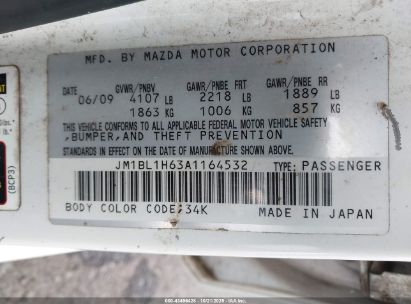 MFD. BY MAZDA MOTOR CORPORATION
DATE GVWR/PNBV GAWR/PNBE FRT GAWR/PNBE RR
06/09 4107 LB 2218 LB 1889 LB
1863 KG 1006 KG 857 KG
THIS VEHICLE CONFORMS TO ALL APPLICABLE FEDERAL MOTOR VEHICLE SAFETY
,BUMPER,AND THEFT PREVENTION
STANDARDS IN EFFECT ON THE DATE OF MANUFACTURE SHOWN ABOVE.
JM1BL1H63A1164532 TYPE: PASSENGER
BODY COLOR CODE:34K MADE IN JAPAN
(BCP3)